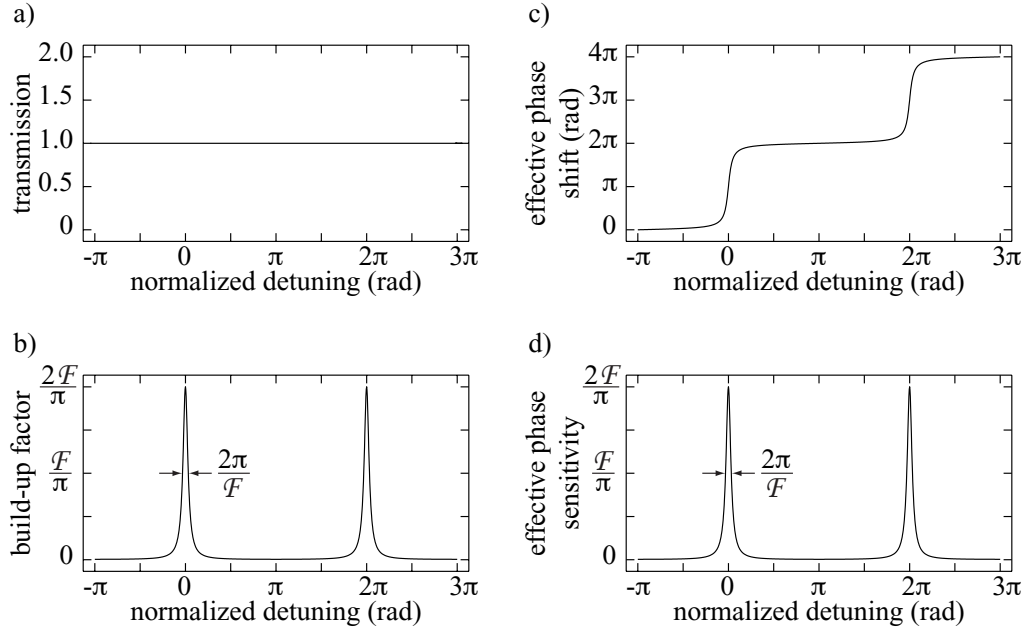 a)
transmission
2.0
1.0
0.5
0
-π 0 π 2π 3π
normalized detuning (rad)
c)
effective phase
shift (rad)
4π
3π
2π
π
0
-π 0 π 2π 3π
normalized detuning (rad)
b)
build-up factor
2ℱ
π
ℱ
π
0
2π
ℱ
-π 0 π 2π 3π
normalized detuning (rad)
d)
effective phase
sensitivity
2ℱ
π
ℱ
π
0
2π
ℱ
-π 0 π 2π 3π
normalized detuning (rad)